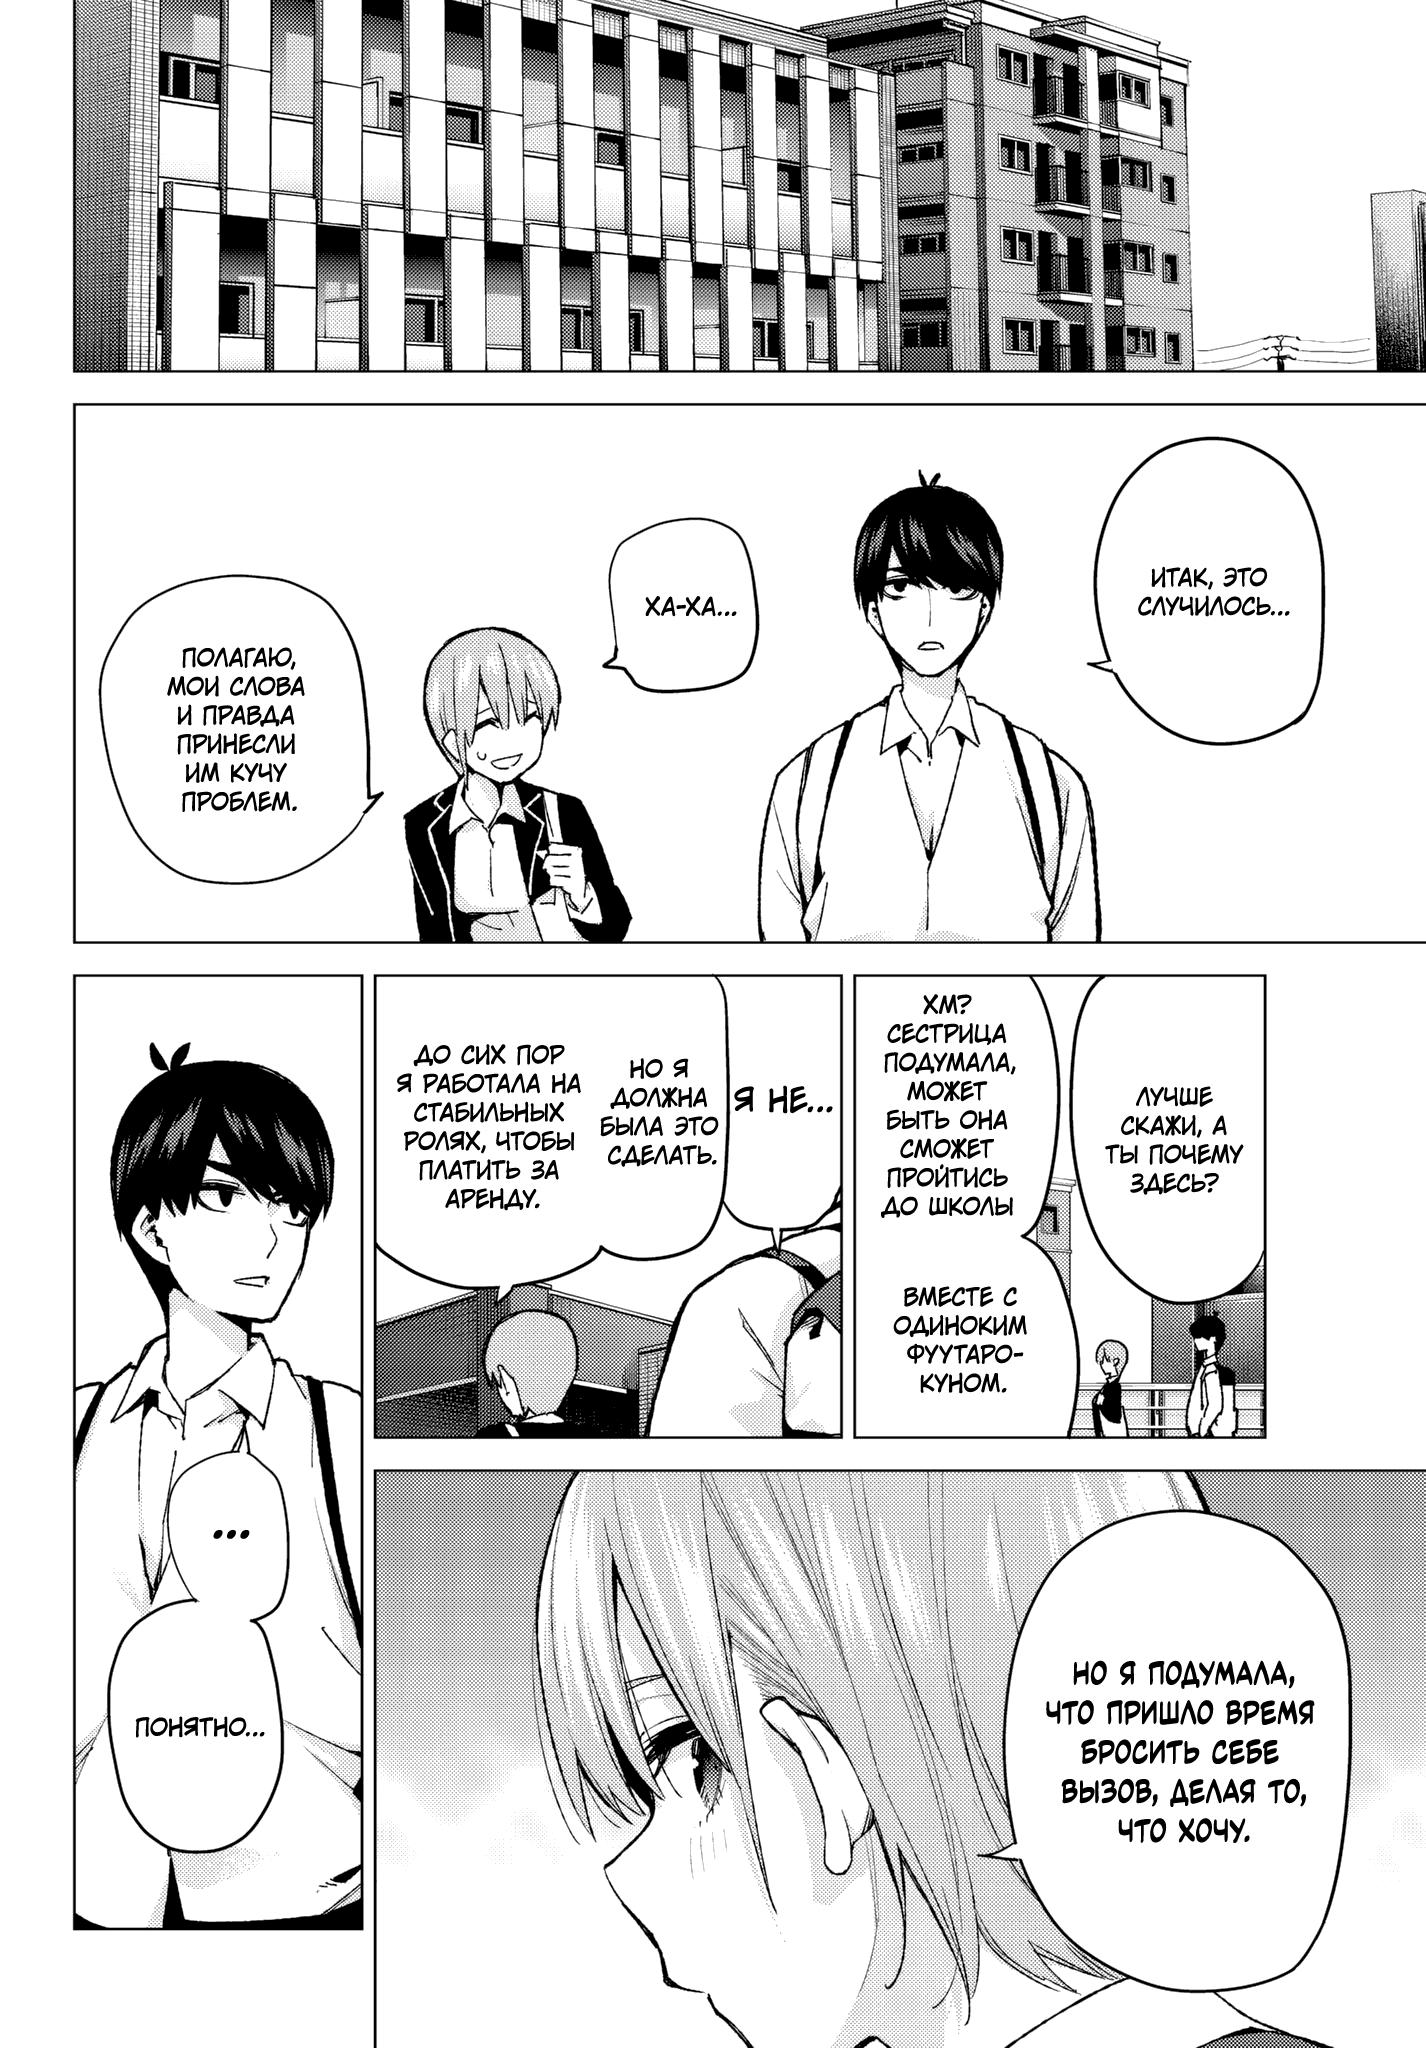 ИТАК, ЭТО
СЛУЧИЛОСЬ...
ХА-ХА...
ПОЛАГАЮ,
МОИ СЛОВА
И ПРАВДА
ПРИНЕСЛИ
ИМ КУЧУ
ПРОБЛЕМ.
ЛУЧШЕ
СКАЖИ, А
ТЫ ПОЧЕМУ
ЗДЕСЬ?
ХМ?
СЕСТРИЦА
ПОДУМАЛА,
МОЖЕТ
БЫТЬ ОНА
СМОЖЕТ
ПРОЙТИСЬ
ДО ШКОЛЫ
ВМЕСТЕ С
ОДИНОКИМ
ФУУТАРО-
КУНОМ.
Я НЕ...
НО Я
ДОЛЖНА
БЫЛА ЭТО
СДЕЛАТЬ.
ДО СИХ ПОР
Я РАБОТАЛА НА
СТАБИЛЬНЫХ
РОЛЯХ, ЧТОБЫ
ПЛАТИТЬ ЗА
АРЕНДУ.
НО Я ПОДУМАЛА,
ЧТО ПРИШЛО ВРЕМЯ
БРОСИТЬ СЕБЕ
ВЫЗОВ, ДЕЛАЯ ТО,
ЧТО ХОЧУ.
...
ПОНЯТНО...